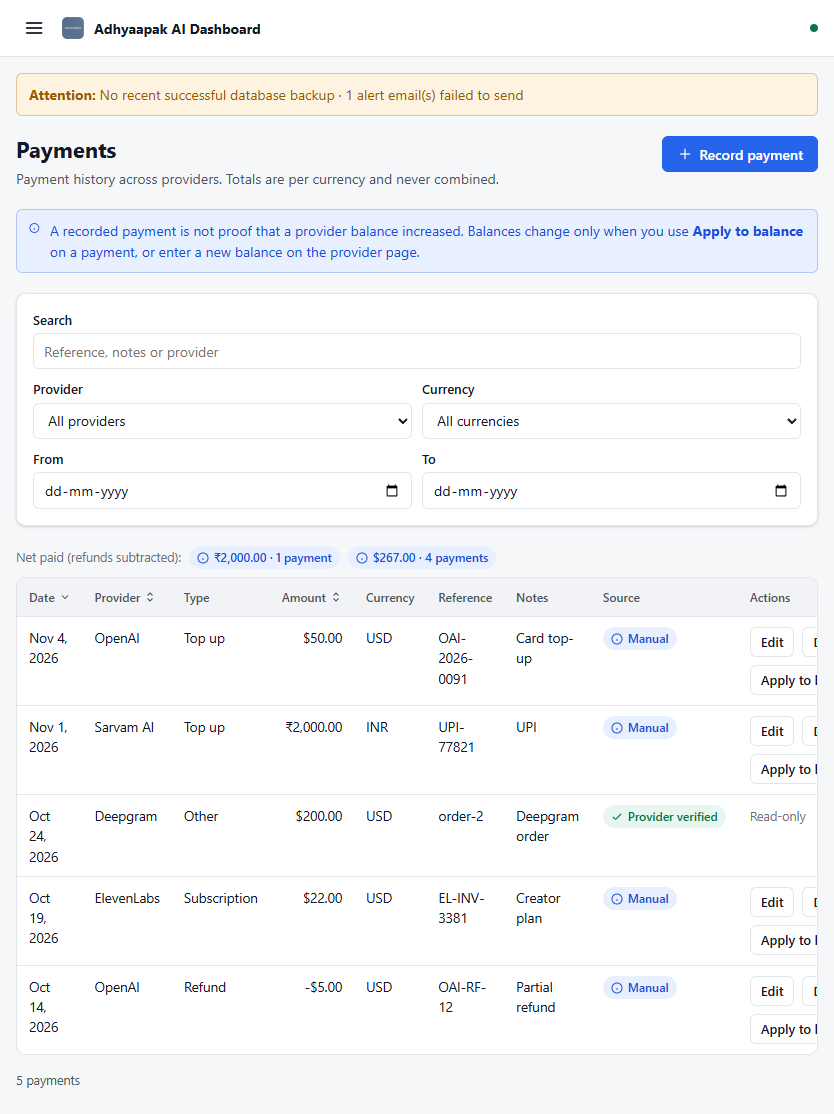 Adhyaapak AI Dashboard
Attention: No recent successful database backup · 1 alert email(s) failed to send
Payments
+ Record payment
Payment history across providers. Totals are per currency and never combined.
A recorded payment is not proof that a provider balance increased. Balances change only when you use Apply to balance
on a payment, or enter a new balance on the provider page.
Search
Reference, notes or provider
Provider Currency
All providers All currencies
From To
dd-mm-yyyy dd-mm-yyyy
Net paid (refunds subtracted): ₹2,000.00 · 1 payment $267.00 · 4 payments
Date Provider Type Amount Currency Reference Notes Source Actions
Nov 4, OpenAI Top up $50.00 USD OAI- Card top- Manual Edit
2026 2026- up
0091 Apply to
Nov 1, Sarvam AI Top up ₹2,000.00 INR UPI- UPI Manual Edit
2026 77821
Apply to
Oct Deepgram Other $200.00 USD order-2 Deepgram Provider verified Read-only
24, order
2026
Oct ElevenLabs Subscription $22.00 USD EL-INV- Creator Manual Edit
19, 3381 plan
2026 Apply to
Oct OpenAI Refund -$5.00 USD OAI-RF- Partial Manual Edit
14, 12 refund
2026 Apply to
5 payments